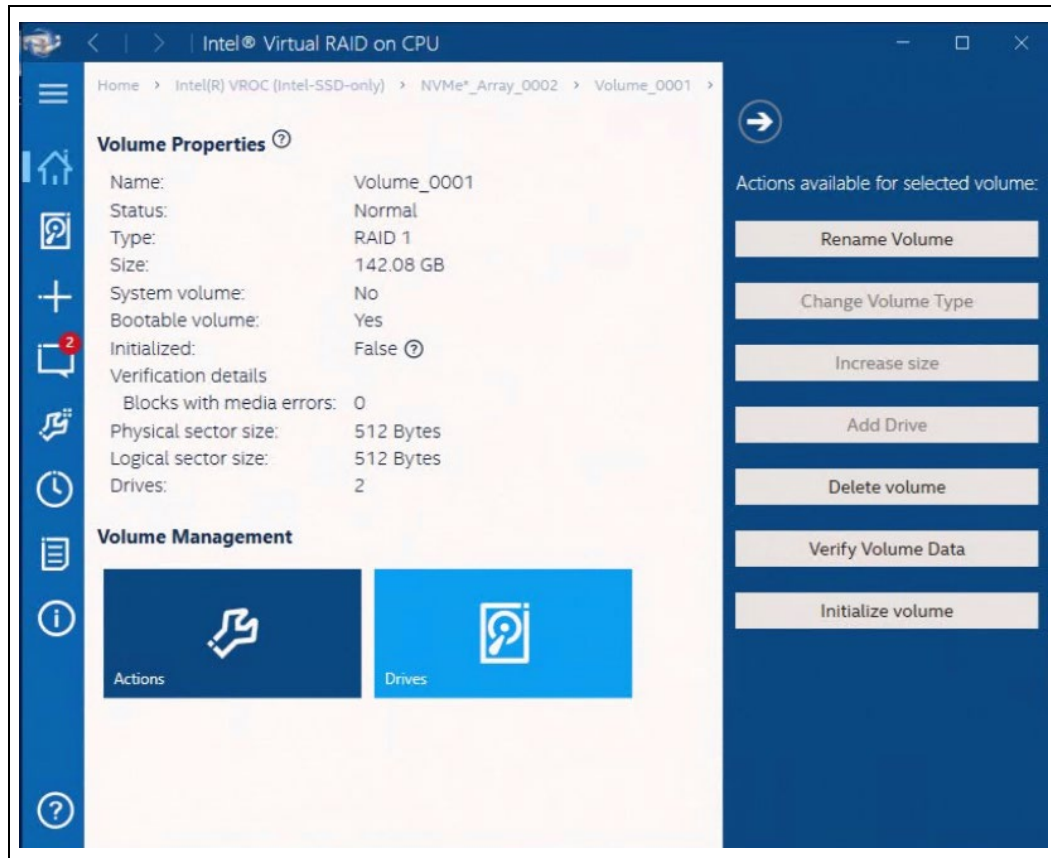 Intel® Virtual RAID on CPU
Home > Intel(R) VROC (Intel-SSD-only) > NVMe*_Array_0002 > Volume_0001 >
Volume Properties ?
Name: Volume_0001
Status: Normal
Type: RAID 1
Size: 142.08 GB
System volume: No
Bootable volume: Yes
Initialized: False ?
Verification details
Blocks with media errors: 0
Physical sector size: 512 Bytes
Logical sector size: 512 Bytes
Drives: 2
Volume Management
Actions
Drives
2
Actions available for selected volume:
Rename Volume
Change Volume Type
Increase size
Add Drive
Delete volume
Verify Volume Data
Initialize volume